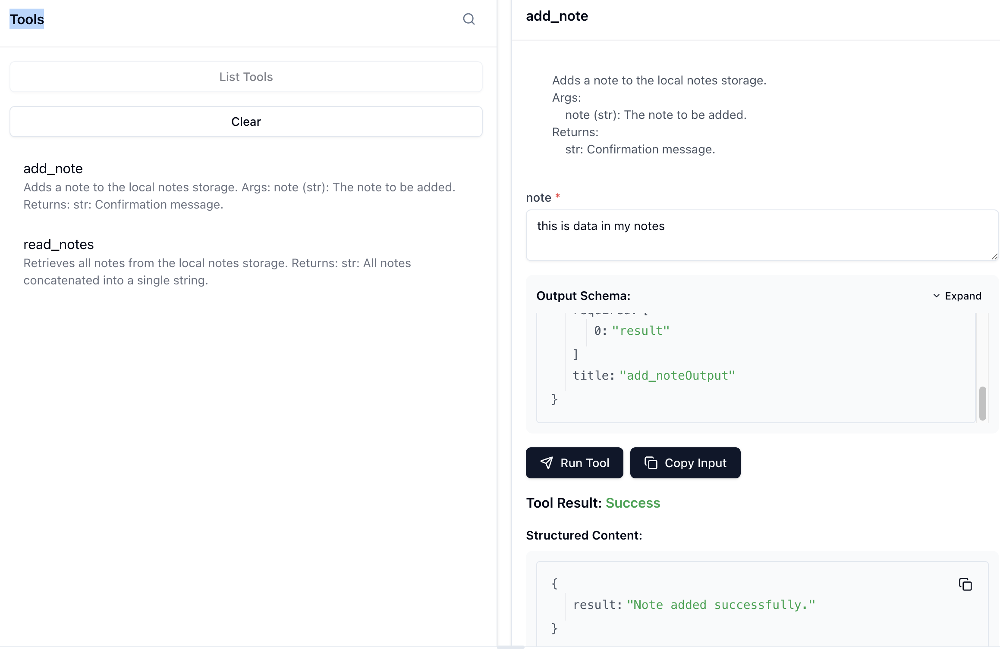 Tools
List Tools
Clear
add_note
Adds a note to the local notes storage. Args: note (str): The note to be added.
Returns: str: Confirmation message.
read_notes
Retrieves all notes from the local notes storage. Returns: str: All notes
concatenated into a single string.
add_note
Adds a note to the local notes storage.
Args:
note (str): The note to be added.
Returns:
str: Confirmation message.
note *
this is data in my notes
Output Schema:
Expand
required: [
0: "result"
]
title: "add_noteOutput"
}
Run Tool
Copy Input
Tool Result: Success
Structured Content:
{
result: "Note added successfully."
}